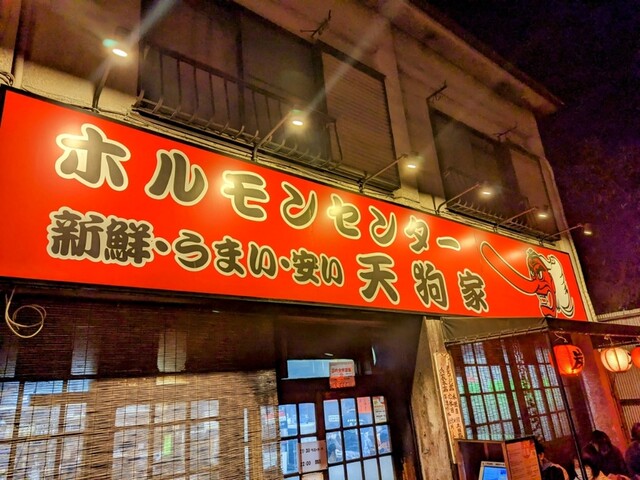 ホルモンセンター
新鮮・うまい・安い 天狗家